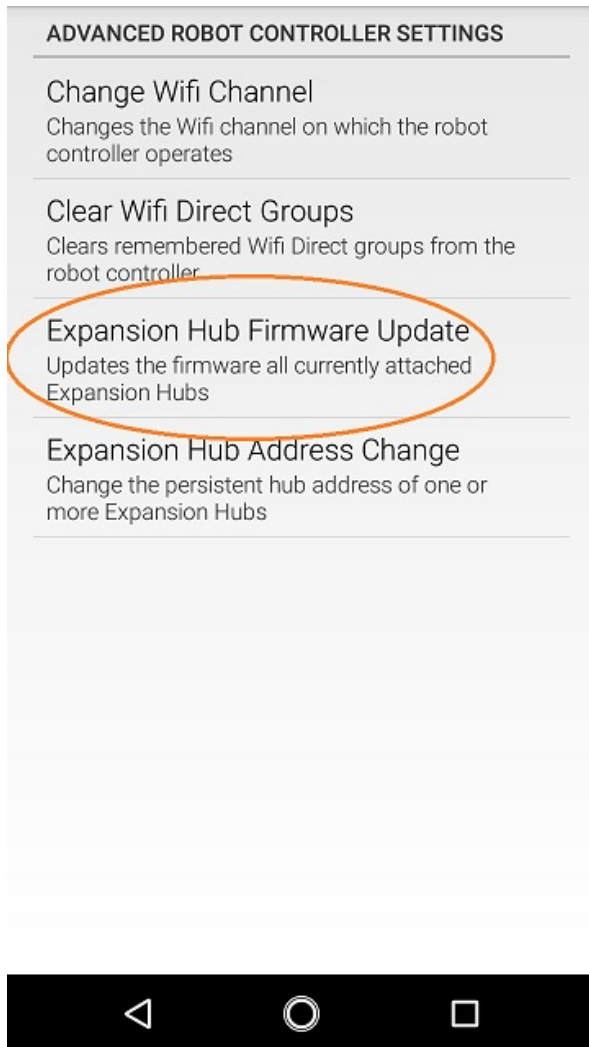 ADVANCED ROBOT CONTROLLER SETTINGS
Change Wifi Channel
Changes the Wifi channel on which the robot
controller operates
Clear Wifi Direct Groups
Clears remembered Wifi Direct groups from the
robot controller
Expansion Hub Firmware Update
Updates the firmware all currently attached
Expansion Hubs
Expansion Hub Address Change
Change the persistent hub address of one or
more Expansion Hubs